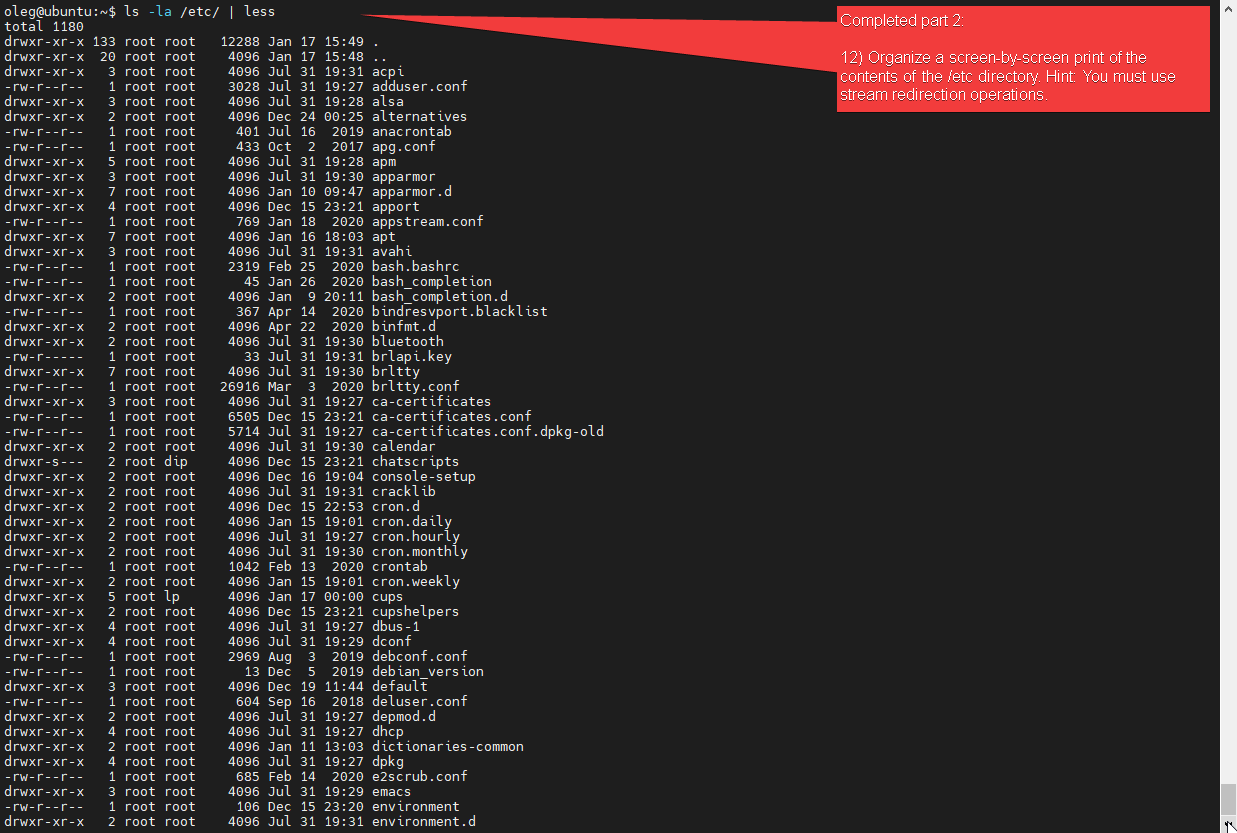 oleg@ubuntu:~$ ls -la /etc/ | less
total 1180
drwxr-xr-x 133 root root   12288 Jan 17 15:49 .
drwxr-xr-x  20 root root    4096 Jan 17 15:48 ..
drwxr-xr-x   3 root root    4096 Jul 31 19:31 acpi
-rw-r--r--   1 root root    3028 Jul 31 19:27 adduser.conf
drwxr-xr-x   3 root root    4096 Jul 31 19:28 alsa
drwxr-xr-x   2 root root    4096 Dec 24 00:25 alternatives
-rw-r--r--   1 root root     401 Jul 16  2019 anacrontab
-rw-r--r--   1 root root     433 Oct  2  2017 apg.conf
drwxr-xr-x   5 root root    4096 Jul 31 19:28 apm
drwxr-xr-x   3 root root    4096 Jul 31 19:30 apparmor
drwxr-xr-x   7 root root    4096 Jan 10 09:47 apparmor.d
drwxr-xr-x   4 root root    4096 Dec 15 23:21 apport
-rw-r--r--   1 root root     769 Jan 18  2020 appstream.conf
drwxr-xr-x   7 root root    4096 Jan 16 18:03 apt
drwxr-xr-x   3 root root    4096 Jul 31 19:31 avahi
-rw-r--r--   1 root root    2319 Feb 25  2020 bash.bashrc
-rw-r--r--   1 root root      45 Jan 26  2020 bash_completion
drwxr-xr-x   2 root root    4096 Jan  9 20:11 bash_completion.d
-rw-r--r--   1 root root     367 Apr 14  2020 bindresvport.blacklist
drwxr-xr-x   2 root root    4096 Apr 22  2020 binfmt.d
drwxr-xr-x   2 root root    4096 Jul 31 19:30 bluetooth
-rw-r-----   1 root root      33 Jul 31 19:31 brlapi.key
drwxr-xr-x   7 root root    4096 Jul 31 19:30 brltty
-rw-r--r--   1 root root   26916 Mar  3  2020 brltty.conf
drwxr-xr-x   3 root root    4096 Jul 31 19:27 ca-certificates
-rw-r--r--   1 root root    6505 Dec 15 23:21 ca-certificates.conf
-rw-r--r--   1 root root    5714 Jul 31 19:27 ca-certificates.conf.dpkg-old
drwxr-xr-x   2 root root    4096 Jul 31 19:30 calendar
drwxr-s---   2 root dip     4096 Dec 15 23:21 chatscripts
drwxr-xr-x   2 root root    4096 Dec 16 19:04 console-setup
drwxr-xr-x   2 root root    4096 Jul 31 19:31 cracklib
drwxr-xr-x   2 root root    4096 Dec 15 22:53 cron.d
drwxr-xr-x   2 root root    4096 Jan 15 19:01 cron.daily
drwxr-xr-x   2 root root    4096 Jul 31 19:27 cron.hourly
drwxr-xr-x   2 root root    4096 Jul 31 19:30 cron.monthly
-rw-r--r--   1 root root    1042 Feb 13  2020 crontab
drwxr-xr-x   2 root root    4096 Jan 15 19:01 cron.weekly
drwxr-xr-x   5 root lp      4096 Jan 17 00:00 cups
drwxr-xr-x   2 root root    4096 Dec 15 23:21 cupshelpers
drwxr-xr-x   4 root root    4096 Jul 31 19:27 dbus-1
drwxr-xr-x   4 root root    4096 Jul 31 19:29 dconf
-rw-r--r--   1 root root    2969 Aug  3  2019 debconf.conf
-rw-r--r--   1 root root      13 Dec  5  2019 debian_version
drwxr-xr-x   3 root root    4096 Dec 19 11:44 default
-rw-r--r--   1 root root     604 Sep 16  2018 deluser.conf
drwxr-xr-x   2 root root    4096 Jul 31 19:27 depmod.d
drwxr-xr-x   4 root root    4096 Jul 31 19:27 dhcp
drwxr-xr-x   2 root root    4096 Jan 11 13:03 dictionaries-common
drwxr-xr-x   4 root root    4096 Jul 31 19:27 dpkg
-rw-r--r--   1 root root     685 Feb 14  2020 e2scrub.conf
drwxr-xr-x   3 root root    4096 Jul 31 19:29 emacs
-rw-r--r--   1 root root     106 Dec 15 23:20 environment
drwxr-xr-x   2 root root    4096 Jul 31 19:31 environment.d
Completed part 2:
12) Organize a screen-by-screen print of the
contents of the /etc directory. Hint: You must use
stream redirection operations.